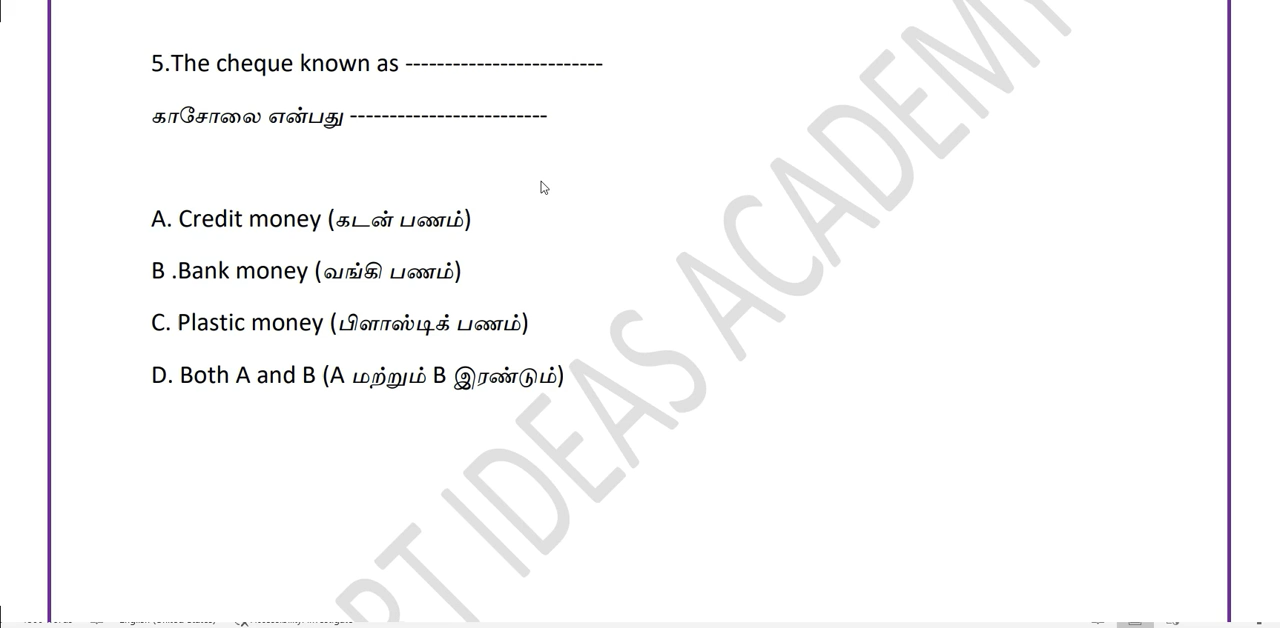 5.The cheque known as -------------------------
காசோலை என்பது -------------------------
A. Credit money (கடன் பணம்)
B .Bank money (வங்கி பணம்)
C. Plastic money (பிளாஸ்டிக் பணம்)
D. Both A and B (A மற்றும் B இரண்டும்)
RT IDEAS ACADEMY